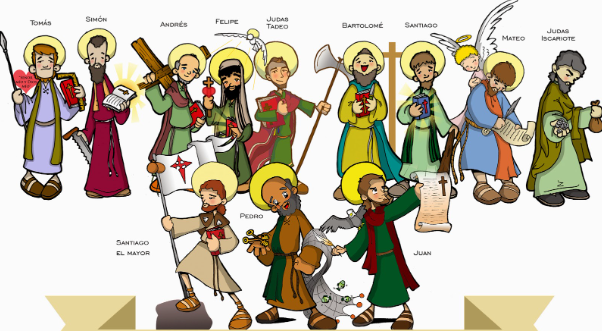 Tomás
Simón
Andrés
Felipe
Judas
Tadeo
Bartolomé
Santiago
Mateo
Judas
Iscariote
Santiago
el mayor
Pedro
Juan